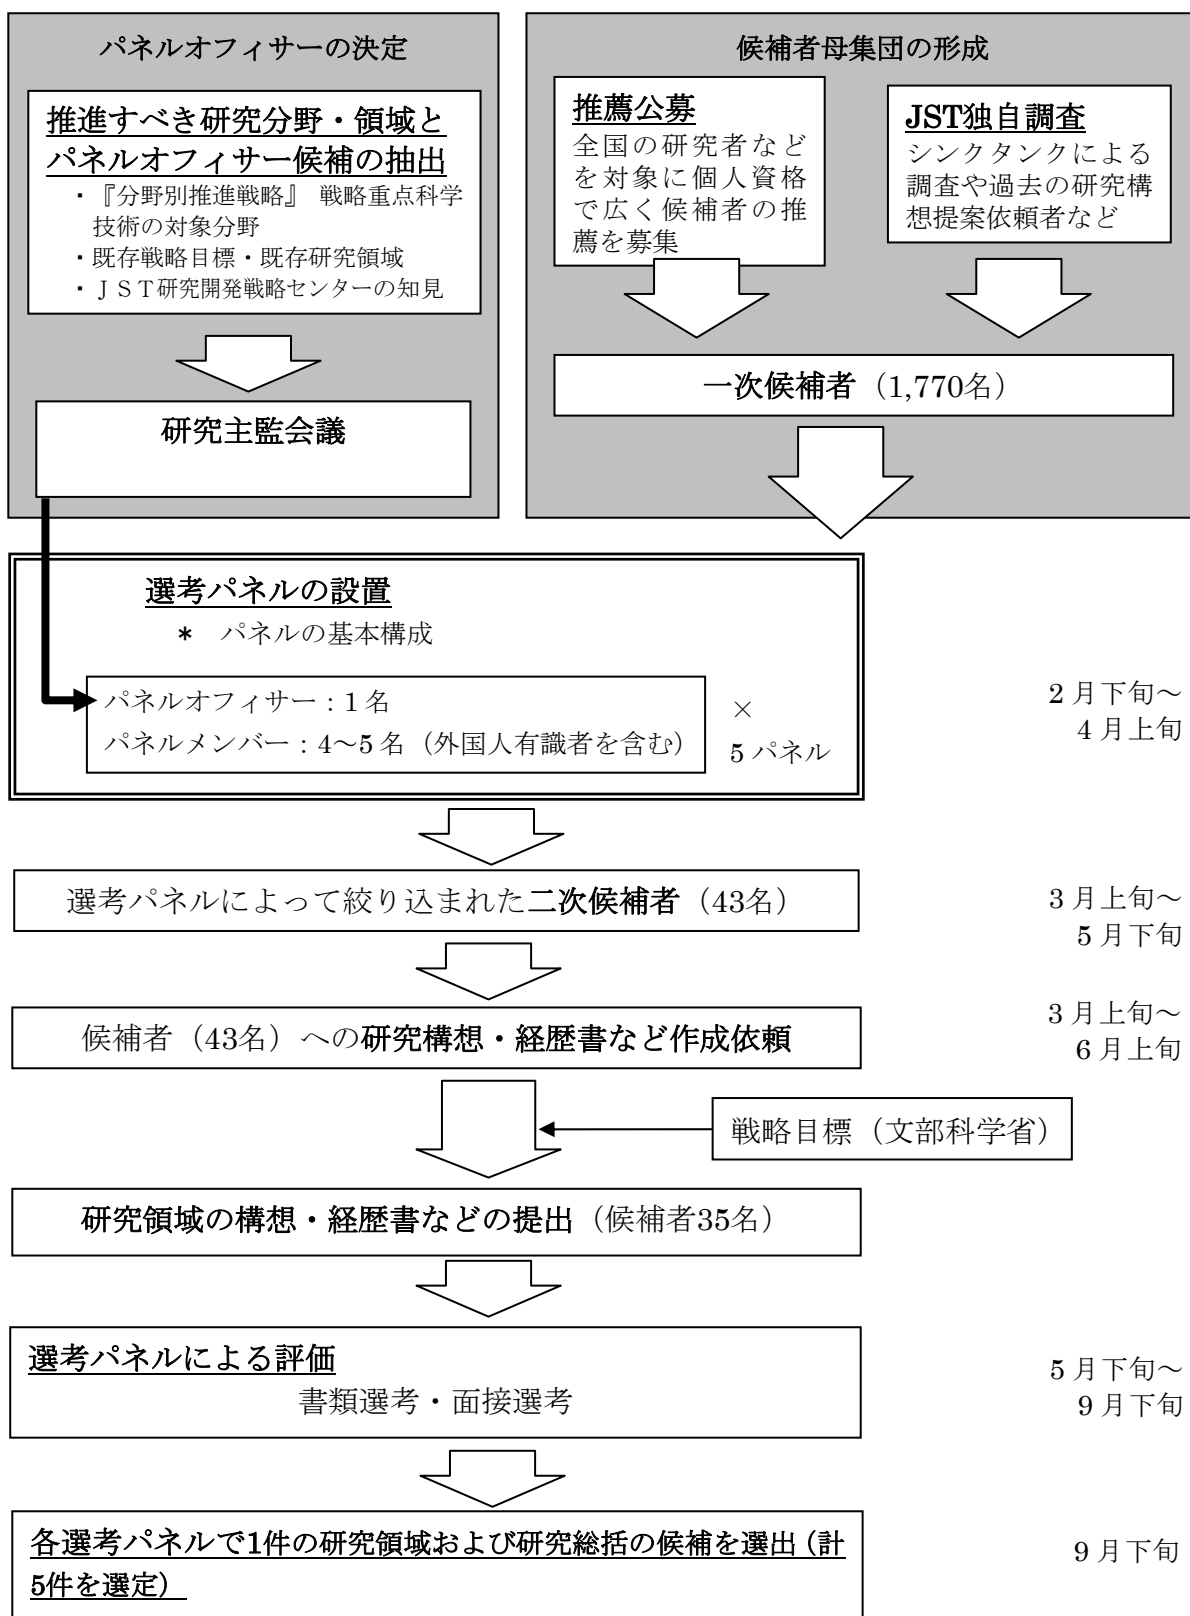 パネルオフィサーの決定
推進すべき研究分野・領域と
パネルオフィサー候補の抽出
・『分野別推進戦略』 戦略重点科学
技術の対象分野
・既存戦略目標・既存研究領域
・ＪＳＴ研究開発戦略センターの知見
研究主監会議
候補者母集団の形成
推薦公募
全国の研究者など
を対象に個人資格
で広く候補者の推
薦を募集
JST独自調査
シンクタンクによる
調査や過去の研究構
想提案依頼者など
一次候補者（1,770名）
選考パネルの設置
* パネルの基本構成
パネルオフィサー：1名
パネルメンバー：4～5名（外国人有識者を含む）
×
5パネル
2月下旬～
4月上旬
選考パネルによって絞り込まれた二次候補者（43名）
3月上旬～
5月下旬
候補者（43名）への研究構想・経歴書など作成依頼
3月上旬～
6月上旬
戦略目標（文部科学省）
研究領域の構想・経歴書などの提出（候補者35名）
選考パネルによる評価
書類選考・面接選考
5月下旬～
9月下旬
各選考パネルで1件の研究領域および研究総括の候補を選出（計
5件を選定）
9月下旬